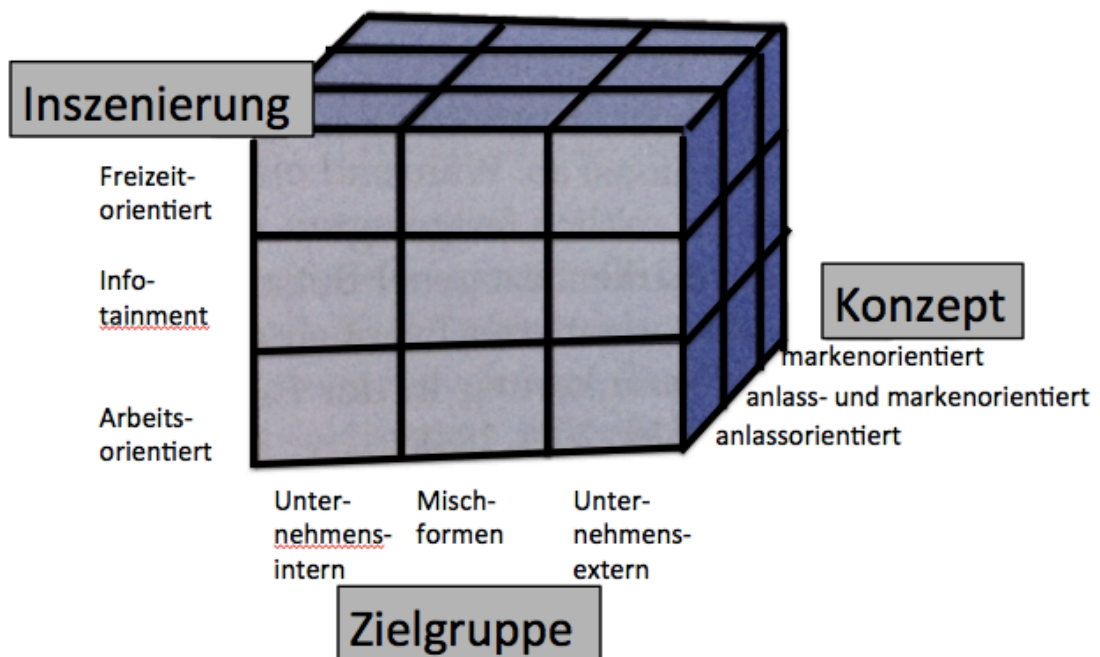 Inszenierung
Freizeit-
orientiert
Info-
tainment
Arbeits-
orientiert
Konzept
markenorientiert
anlass- und markenorientiert
anlassorientiert
Unter-
nehmens-
intern
Misch-
formen
Unter-
nehmens-
extern
Zielgruppe